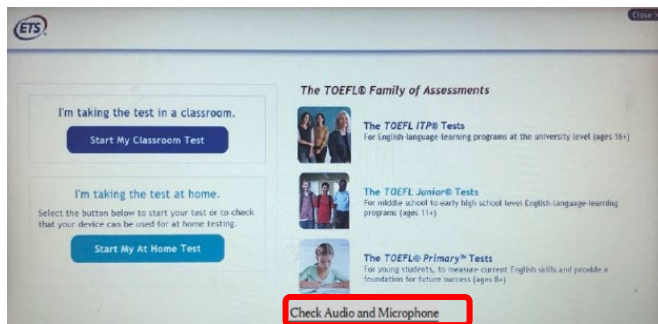 ETS
Close
The TOEFL® Family of Assessments
I'm taking the test in a classroom.
Start My Classroom Test
I'm taking the test at home.
Select the button below to start your test or to check
that your device can be used for at home testing.
Start My At Home Test
The TOEFL ITP® Tests
For English-language learning programs at the university level (ages 16+)
The TOEFL Junior® Tests
For middle school to early high school level English-language-learning
programs (ages 11+)
The TOEFL® Primary™ Tests
For young students, to measure current English skills and provide a
foundation for future success (ages 8+)
Check Audio and Microphone